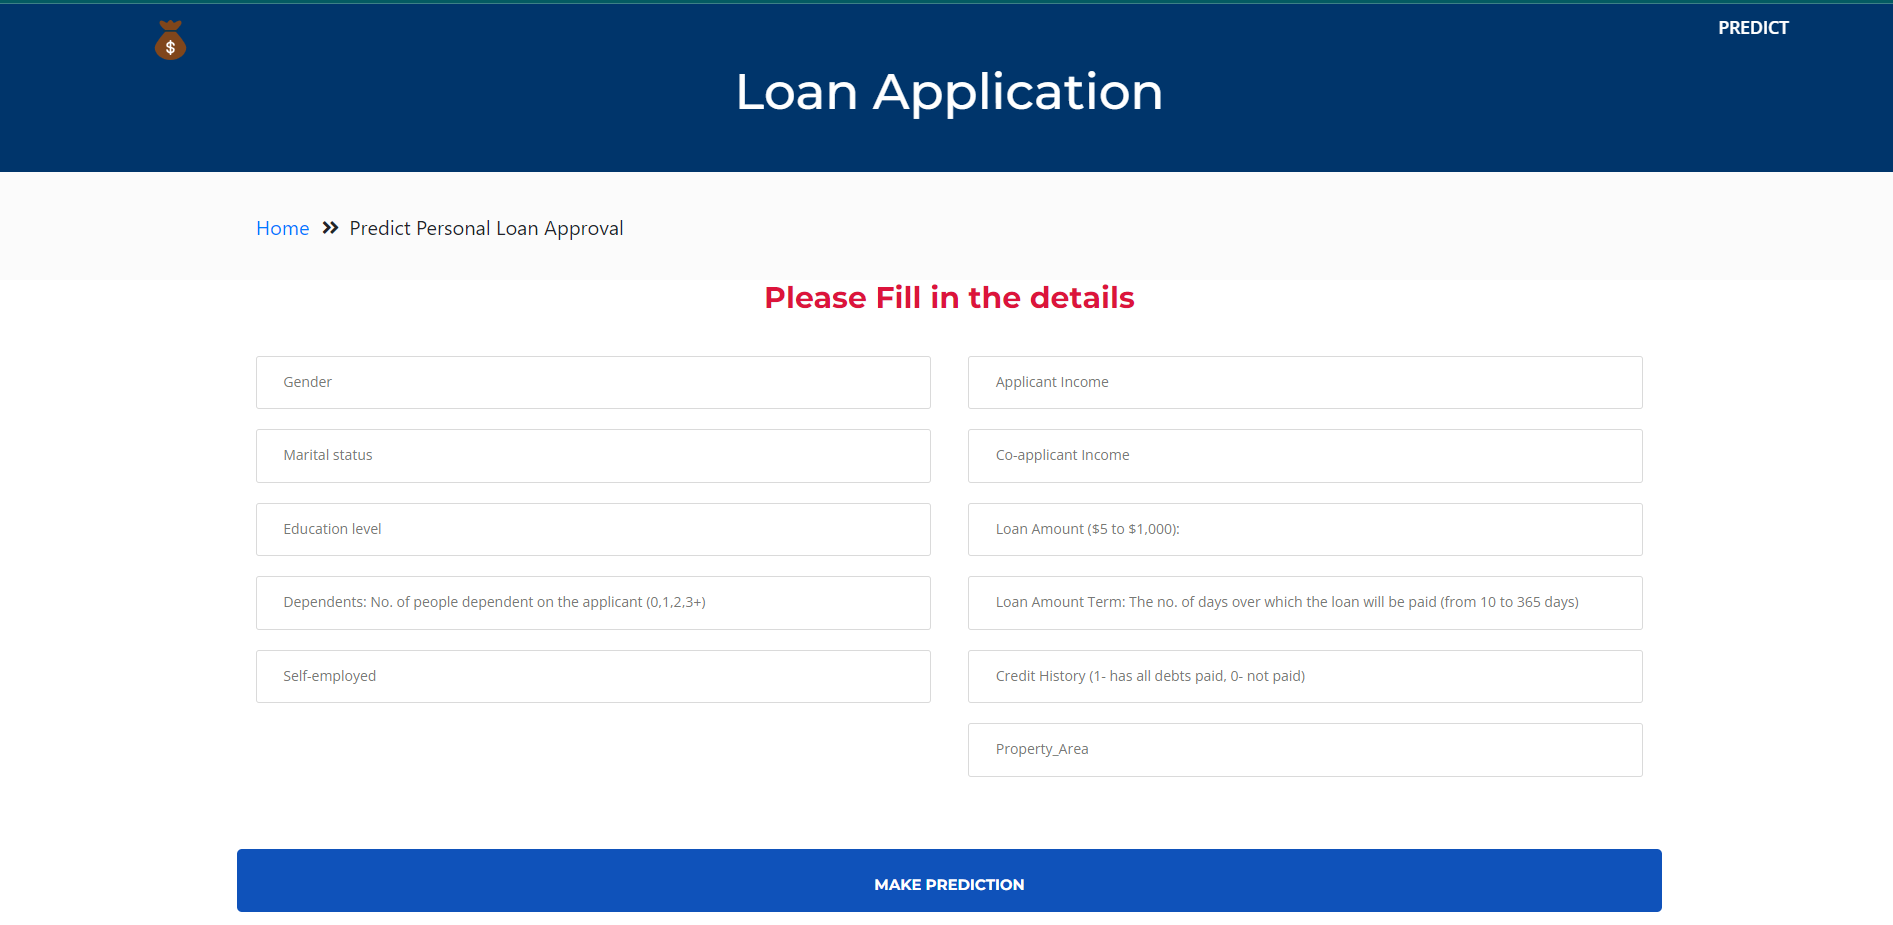 $
PREDICT
Loan Application
Home » Predict Personal Loan Approval
Please Fill in the details
Gender
Marital status
Education level
Dependents: No. of people dependent on the applicant (0,1,2,3+)
Self-employed
Applicant Income
Co-applicant Income
Loan Amount ($5 to $1,000):
Loan Amount Term: The no. of days over which the loan will be paid (from 10 to 365 days)
Credit History (1- has all debts paid, 0- not paid)
Property_Area
MAKE PREDICTION